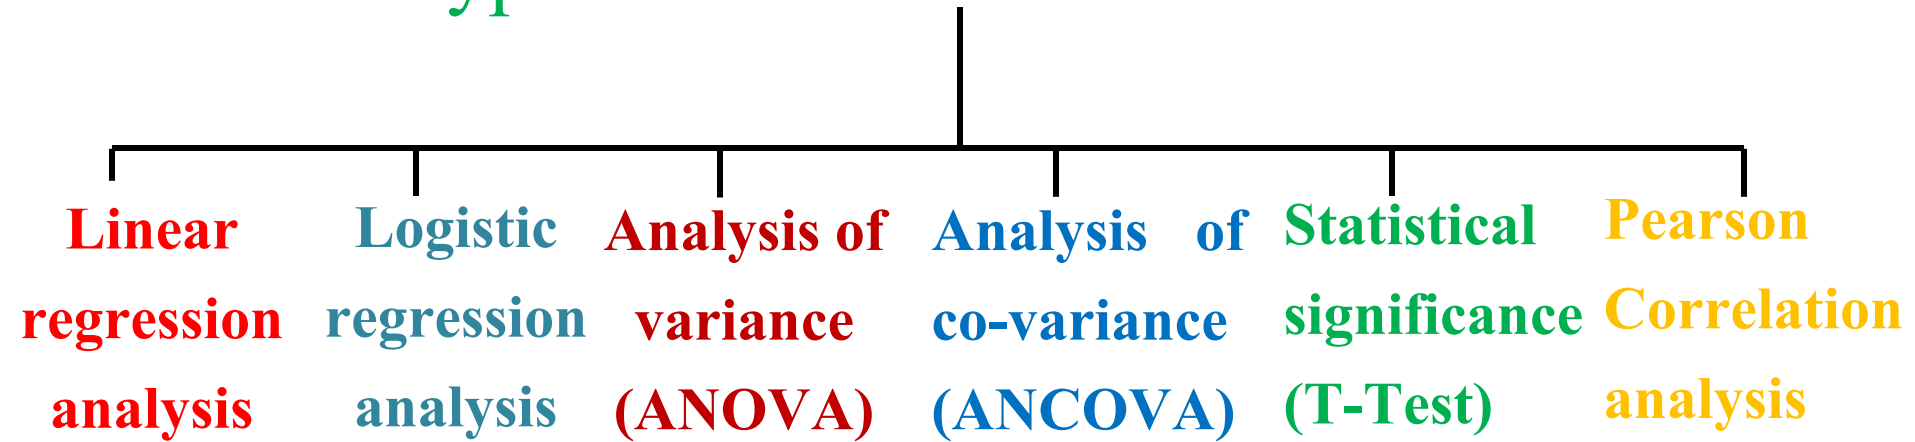 Linear
regression
analysis
Logistic
regression
analysis
Analysis of
variance
(ANOVA)
Analysis of
co-variance
(ANCOVA)
Statistical
significance
(T-Test)
Pearson
Correlation
analysis